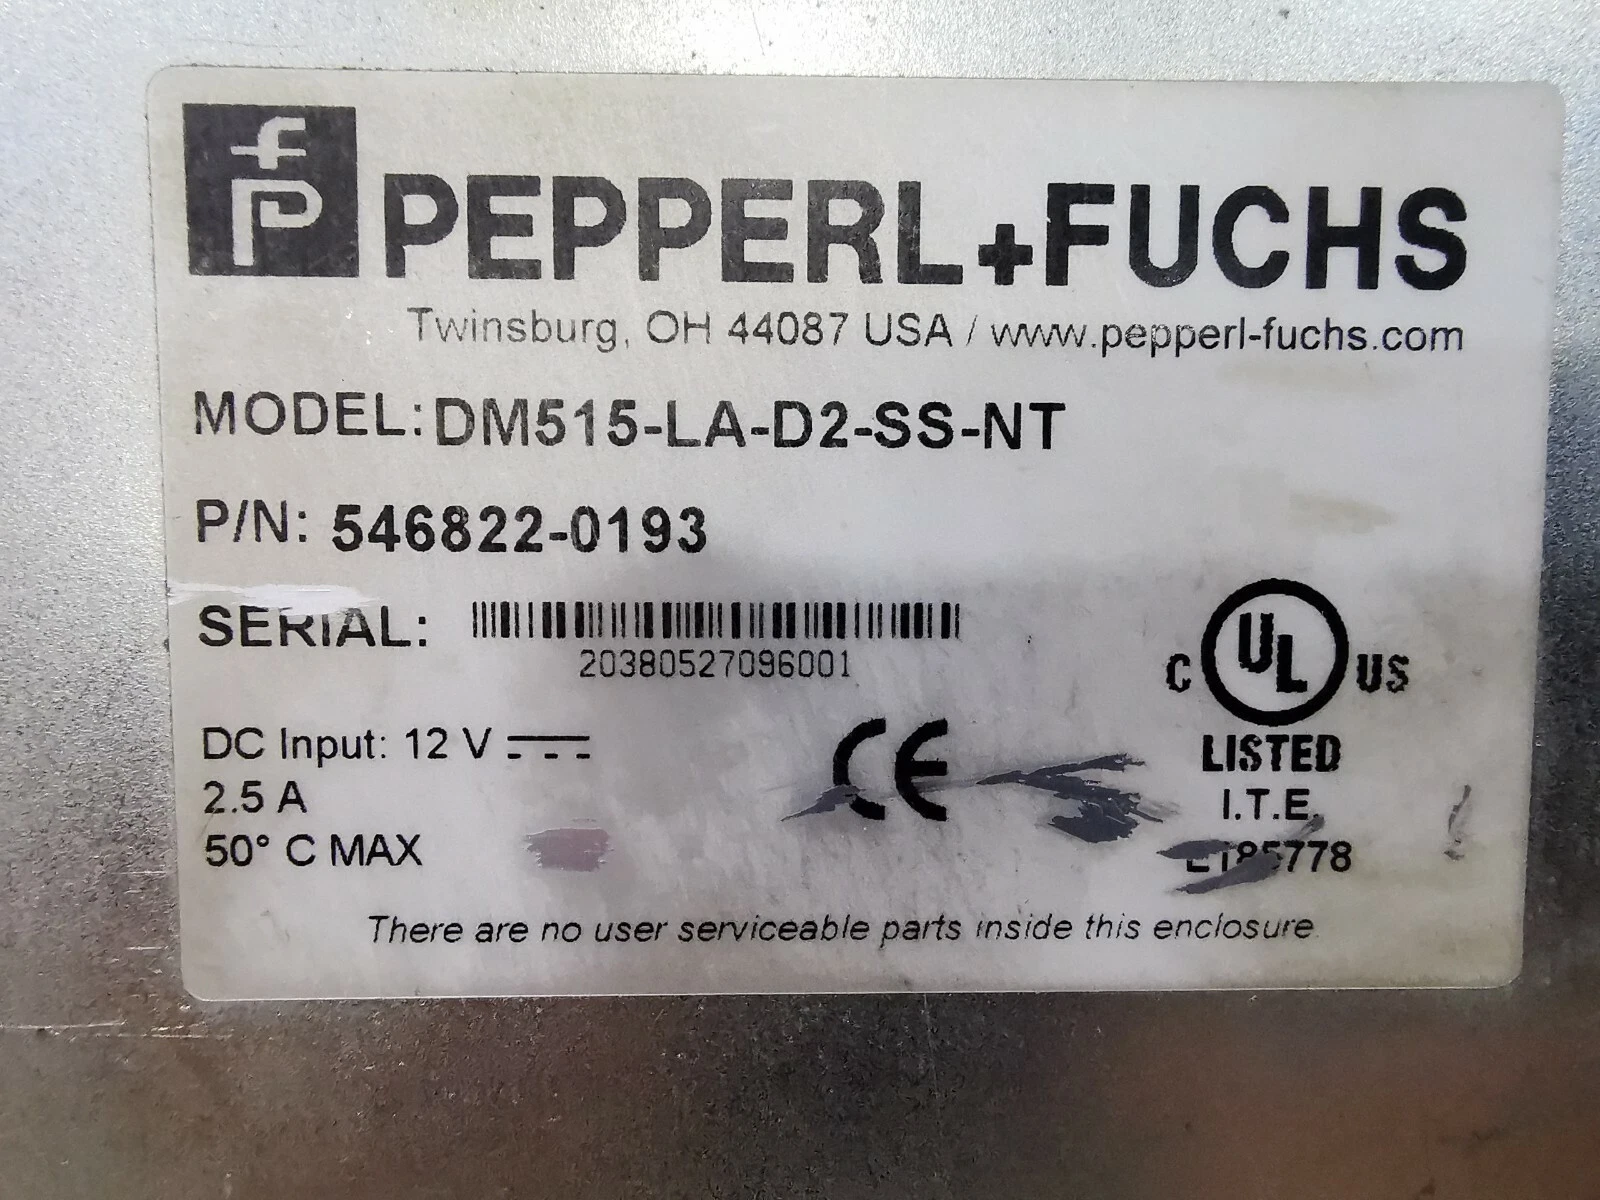 fp PEPPERL+FUCHS
Twinsburg, OH 44087 USA / www.pepperl-fuchs.com
MODEL: DM515-LA-D2-SS-NT
P/N: 546822-0193
SERIAL:
20380527096001
C UL US
LISTED
I.T.E.
E185778
DC Input: 12 V
2.5 A
50° C MAX
CE
There are no user serviceable parts inside this enclosure